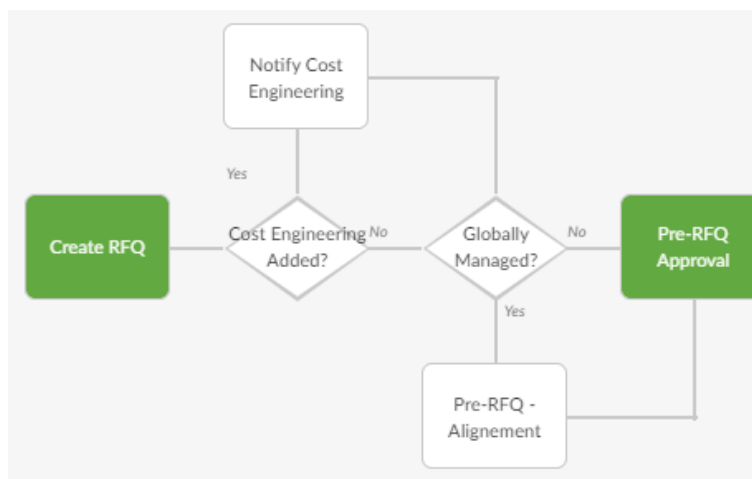 Notify Cost
Engineering
Yes
Create RFQ
Cost Engineering
Added?
No
Globally
Managed?
No
Pre-RFQ
Approval
Yes
Pre-RFQ -
Alignement